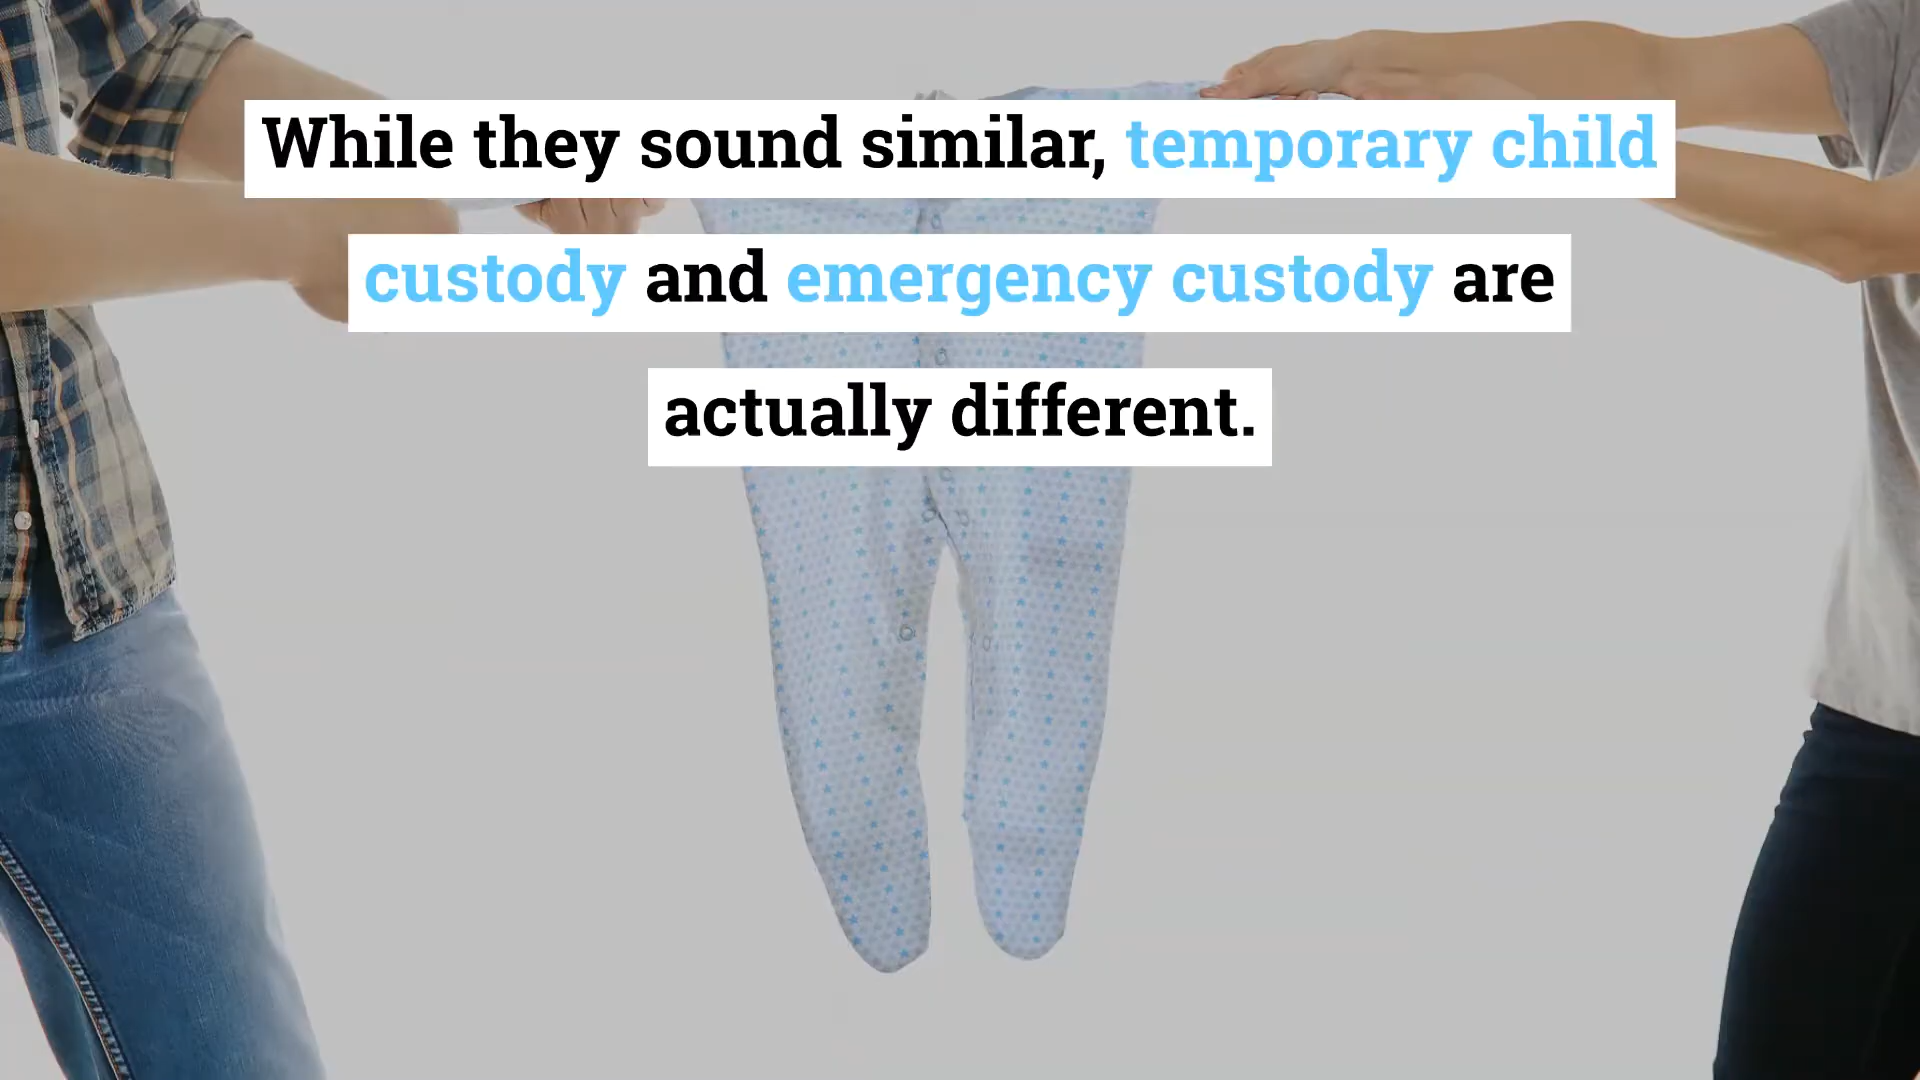 While they sound similar, temporary child
custody and emergency custody are
actually different.